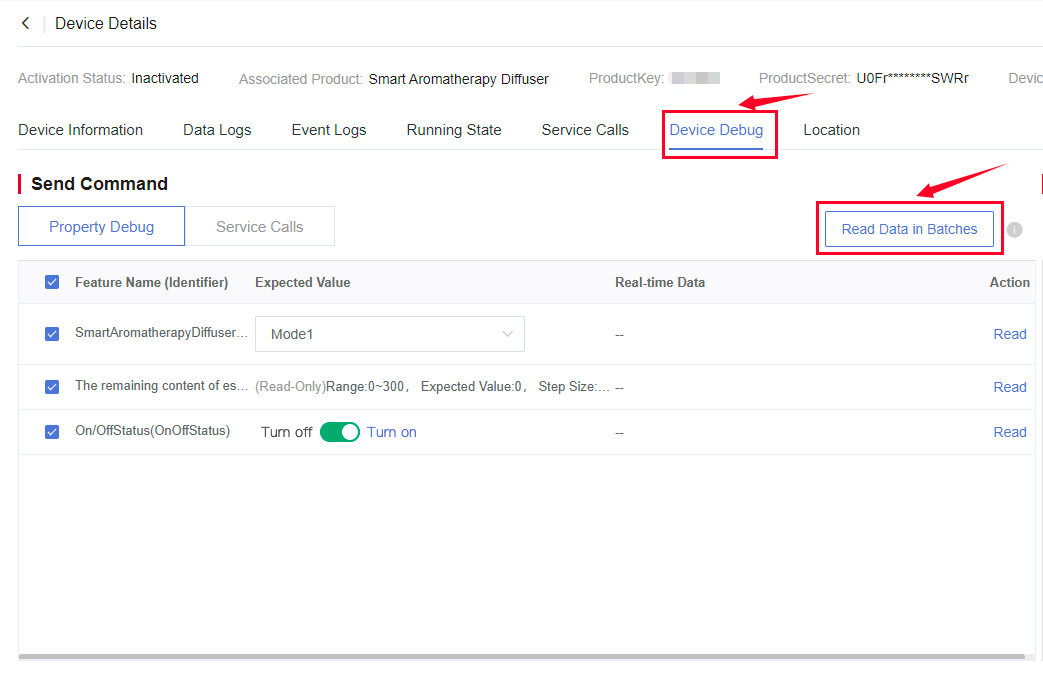 Device Details
Activation Status: Inactivated Associated Product: Smart Aromatherapy Diffuser ProductKey: ProductSecret: U0Fr********SWRr Devic
Device Information Data Logs Event Logs Running State Service Calls Device Debug Location
Send Command
Property Debug Service Calls Read Data in Batches
Feature Name (Identifier) Expected Value Real-time Data Action
SmartAromatherapyDiffuser... Mode1 -- Read
The remaining content of es... (Read-Only)Range:0~300， Expected Value:0， Step Size:... -- Read
On/OffStatus(OnOffStatus) Turn off Turn on -- Read